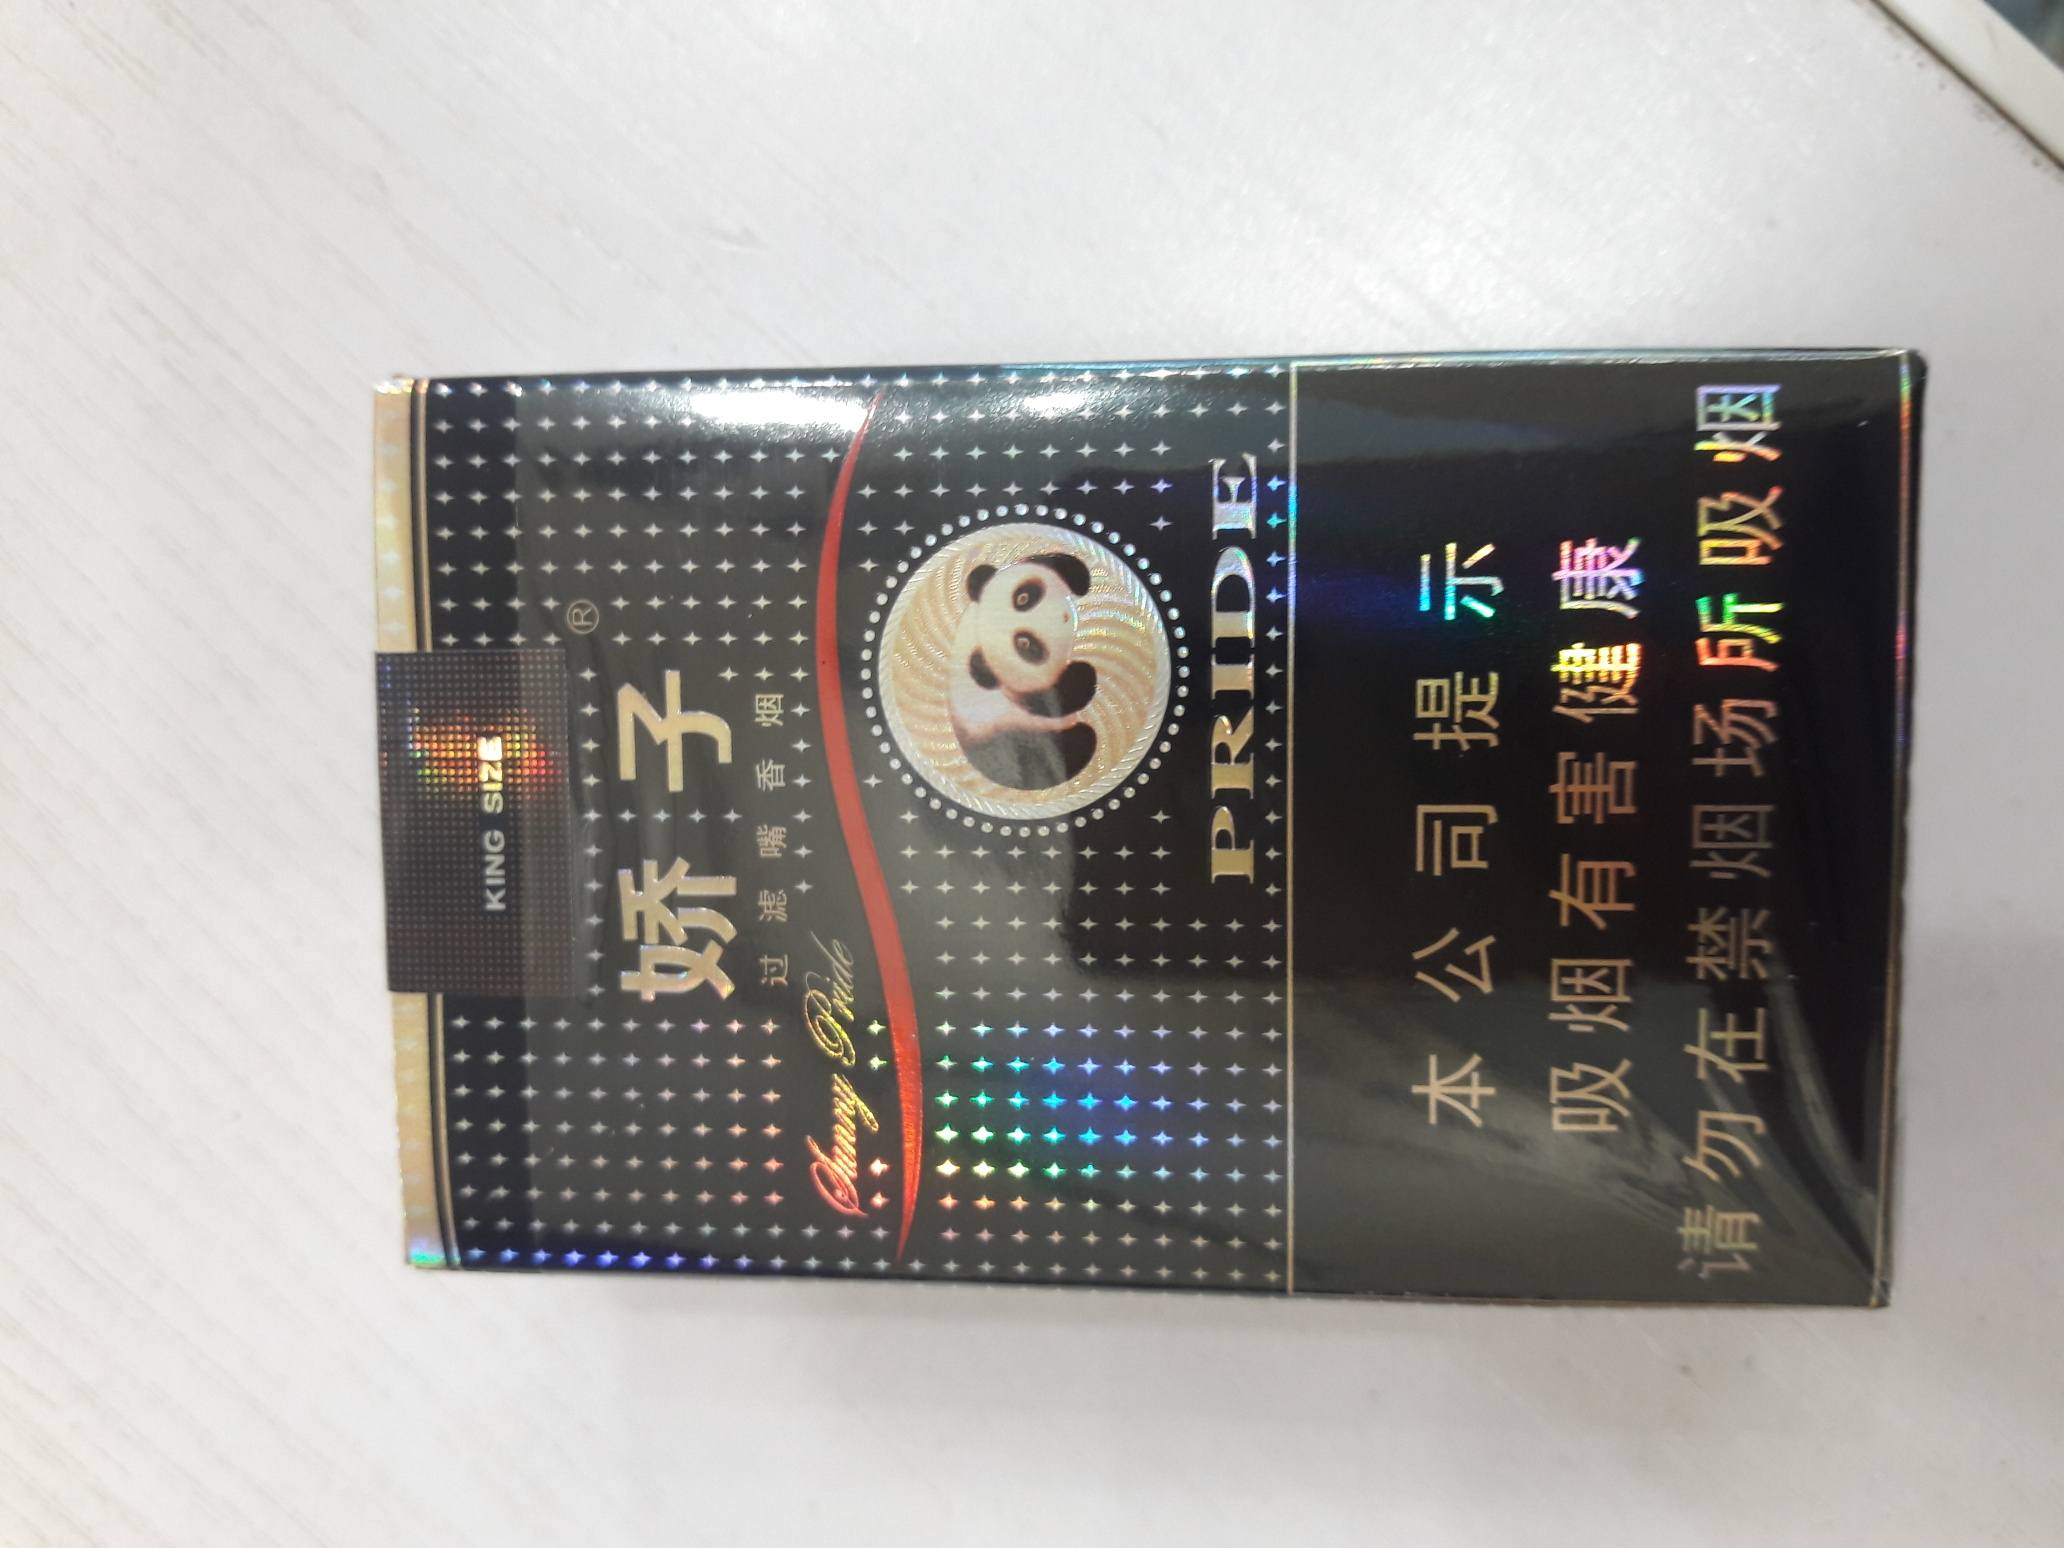 KING SIZE
娇子®
过滤嘴香烟
Sunny Pride
PRIDE
本公司提示
吸烟有害健康
请勿在禁烟场所吸烟